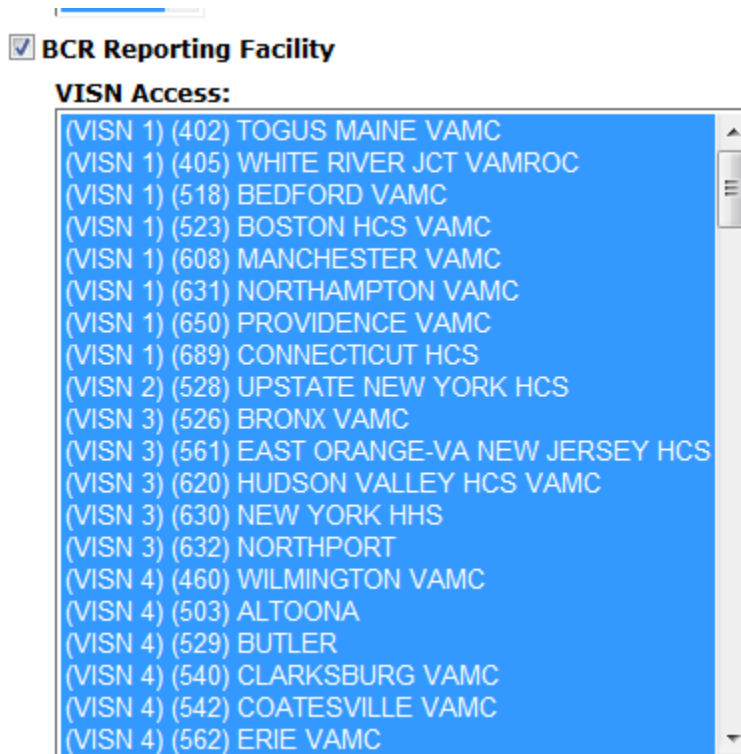 BCR Reporting Facility
VISN Access:
(VISN 1) (402) TOGUS MAINE VAMC
(VISN 1) (405) WHITE RIVER JCT VAMROC
(VISN 1) (518) BEDFORD VAMC
(VISN 1) (523) BOSTON HCS VAMC
(VISN 1) (608) MANCHESTER VAMC
(VISN 1) (631) NORTHAMPTON VAMC
(VISN 1) (650) PROVIDENCE VAMC
(VISN 1) (689) CONNECTICUT HCS
(VISN 2) (528) UPSTATE NEW YORK HCS
(VISN 3) (526) BRONX VAMC
(VISN 3) (561) EAST ORANGE-VA NEW JERSEY HCS
(VISN 3) (620) HUDSON VALLEY HCS VAMC
(VISN 3) (630) NEW YORK HHS
(VISN 3) (632) NORTHPORT
(VISN 4) (460) WILMINGTON VAMC
(VISN 4) (503) ALTOONA
(VISN 4) (529) BUTLER
(VISN 4) (540) CLARKSBURG VAMC
(VISN 4) (542) COATESVILLE VAMC
(VISN 4) (562) ERIE VAMC